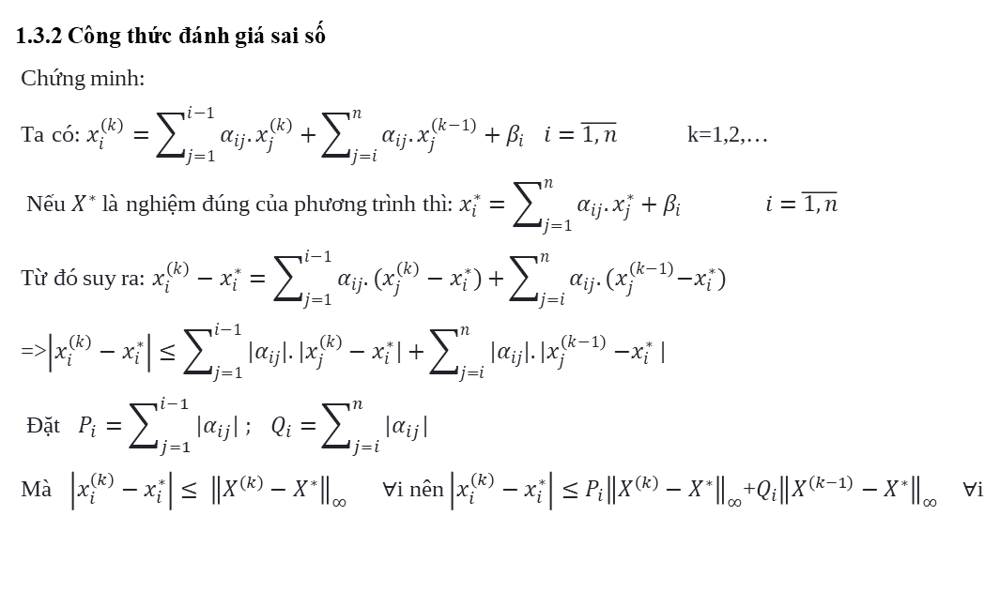 1.3.2 Công thức đánh giá sai số
Chứng minh:
Ta có: $x_i^{(k)} = \sum_{j=1}^{i-1} \alpha_{ij}.x_j^{(k)} + \sum_{j=i}^{n} \alpha_{ij}.x_j^{(k-1)} + \beta_i \quad i = \overline{1,n}$ k=1,2,…
Nếu $X^*$ là nghiệm đúng của phương trình thì: $x_i^* = \sum_{j=1}^{n} \alpha_{ij}.x_j^* + \beta_i \quad i = \overline{1,n}$
Từ đó suy ra: $x_i^{(k)} - x_i^* = \sum_{j=1}^{i-1} \alpha_{ij}.(x_j^{(k)} - x_i^*) + \sum_{j=i}^{n} \alpha_{ij}.(x_j^{(k-1)} - x_i^*)$
=>$\left|x_i^{(k)} - x_i^*\right| \leq \sum_{j=1}^{i-1} |\alpha_{ij}|.|x_j^{(k)} - x_i^*| + \sum_{j=i}^{n} |\alpha_{ij}|.|x_j^{(k-1)} - x_i^*|$
Đặt $P_i = \sum_{j=1}^{i-1} |\alpha_{ij}|$ ; $Q_i = \sum_{j=i}^{n} |\alpha_{ij}|$
Mà $\left|x_i^{(k)} - x_i^*\right| \leq \left\|X^{(k)} - X^*\right\|_\infty$ ∀i nên $\left|x_i^{(k)} - x_i^*\right| \leq P_i\left\|X^{(k)} - X^*\right\|_\infty + Q_i\left\|X^{(k-1)} - X^*\right\|_\infty$ ∀i